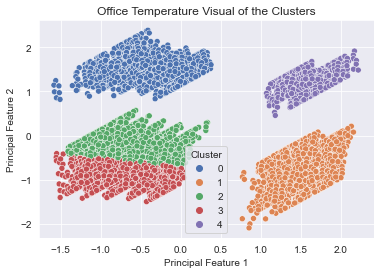 Office Temperature Visual of the Clusters
Principal Feature 2
2
1
0
−1
−2
Cluster
0
1
2
3
4
−1.5 −1.0 −0.5 0.0 0.5 1.0 1.5 2.0
Principal Feature 1